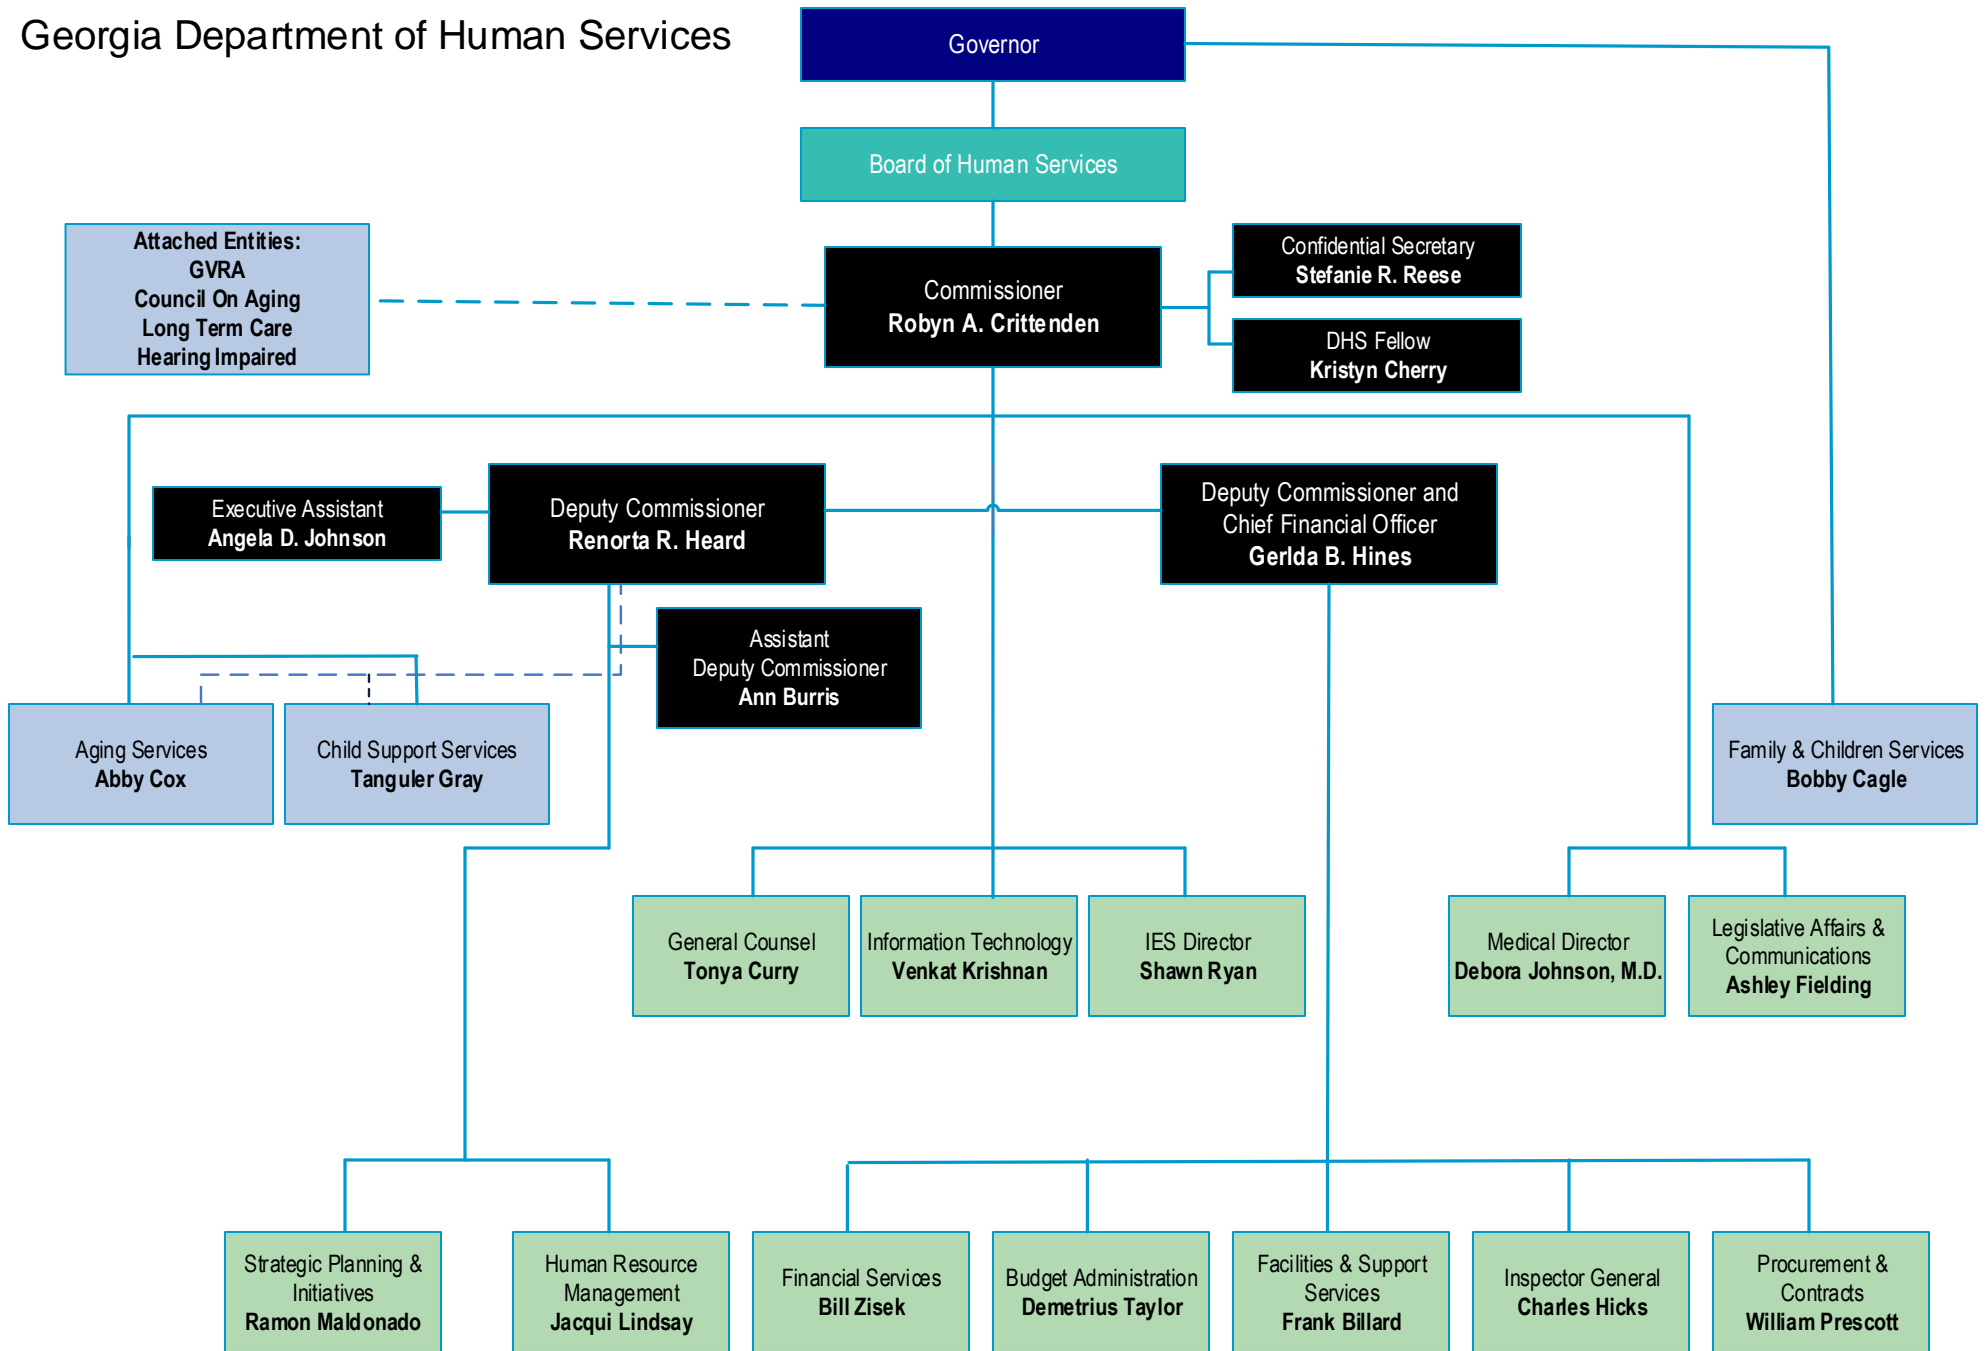 Georgia Department of Human Services
Governor
Board of Human Services
Attached Entities:
GVRA
Council On Aging
Long Term Care
Hearing Impaired
Commissioner
Robyn A. Crittenden
Confidential Secretary
Stefanie R. Reese
DHS Fellow
Kristyn Cherry
Executive Assistant
Angela D. Johnson
Deputy Commissioner
Renorta R. Heard
Deputy Commissioner and
Chief Financial Officer
Gerlda B. Hines
Assistant
Deputy Commissioner
Ann Burris
Aging Services
Abby Cox
Child Support Services
Tanguler Gray
Family & Children Services
Bobby Cagle
General Counsel
Tonya Curry
Information Technology
Venkat Krishnan
IES Director
Shawn Ryan
Medical Director
Debora Johnson, M.D.
Legislative Affairs &
Communications
Ashley Fielding
Strategic Planning &
Initiatives
Ramon Maldonado
Human Resource
Management
Jacqui Lindsay
Financial Services
Bill Zisek
Budget Administration
Demetrius Taylor
Facilities & Support
Services
Frank Billard
Inspector General
Charles Hicks
Procurement &
Contracts
William Prescott